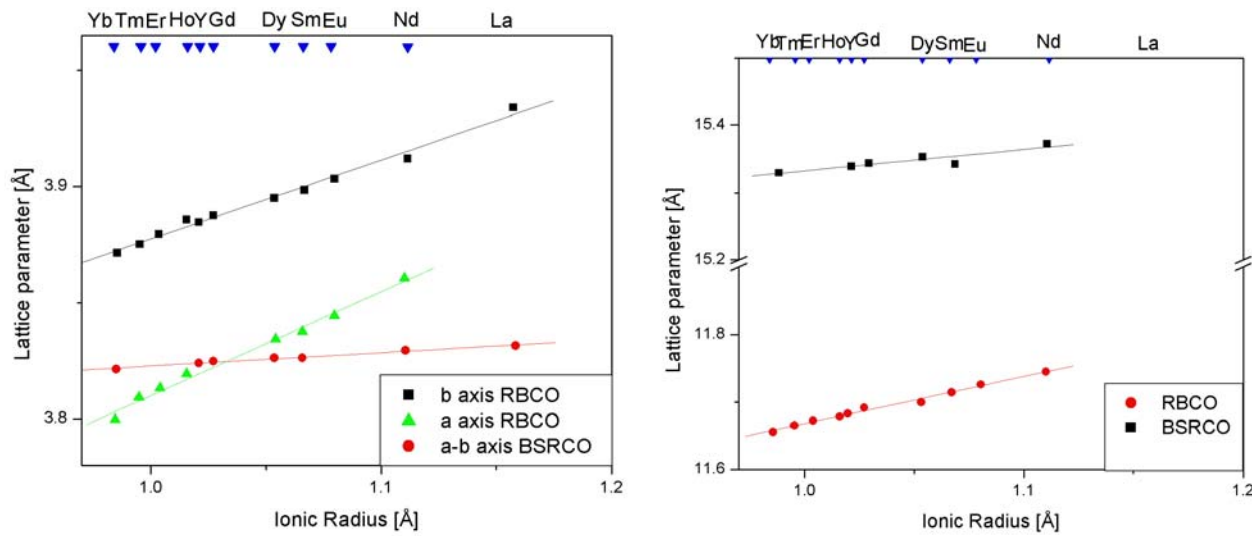 Yb Tm Er Ho Y Gd Dy Sm Eu Nd La
3.9
3.8
Lattice parameter [Å]
b axis RBCO
a axis RBCO
a-b axis BSRCO
1.0 1.1 1.2
Ionic Radius [Å]
Yb Tm Er Ho Y Gd Dy Sm Eu Nd La
15.4
15.2
11.8
11.6
Lattice parameter [Å]
RBCO
BSRCO
1.0 1.1 1.2
Ionic Radius [Å]